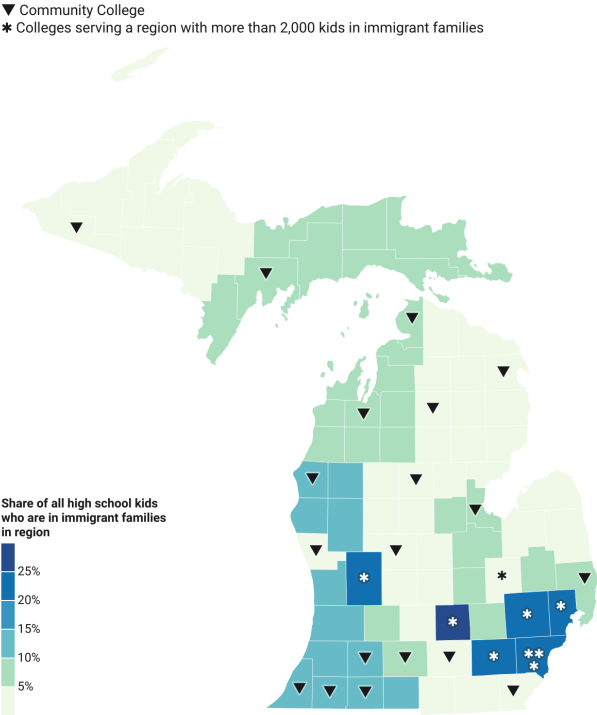 ▼ Community College
* Colleges serving a region with more than 2,000 kids in immigrant families
Share of all high school kids
who are in immigrant families
in region
25%
20%
15%
10%
5%